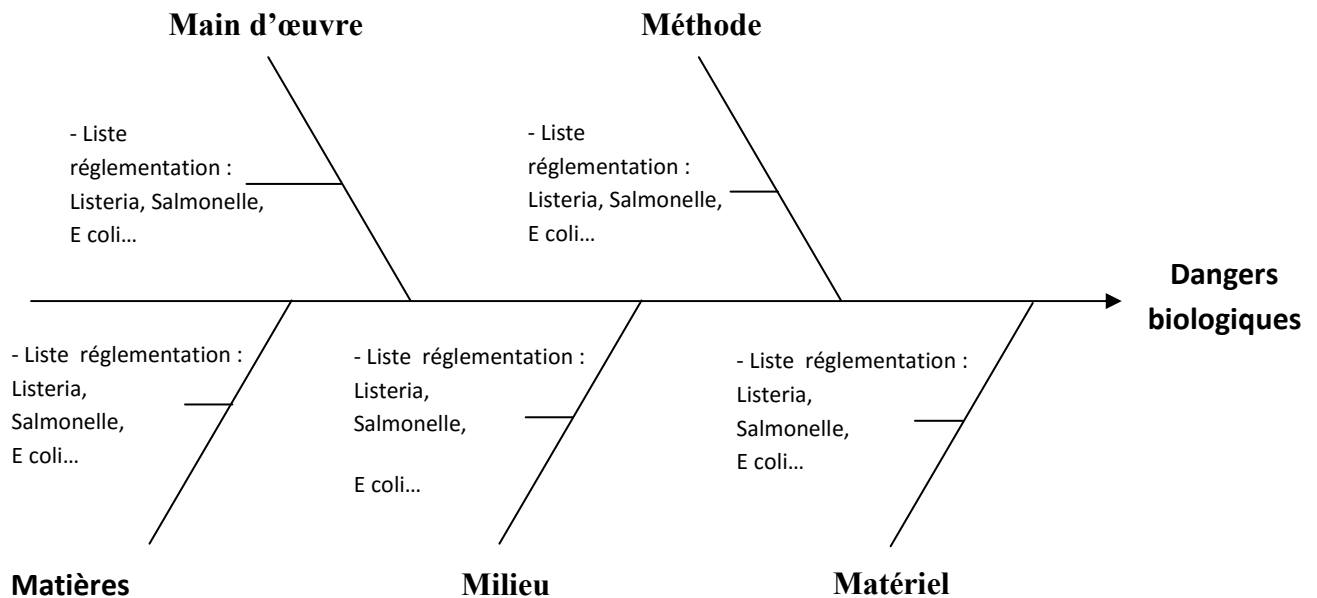 Main d’œuvre
Méthode
- Liste
réglementation :
Listeria, Salmonelle,
E coli…
- Liste
réglementation :
Listeria, Salmonelle,
E coli…
Dangers
biologiques
- Liste  réglementation :
Listeria,
Salmonelle,
E coli…
- Liste  réglementation :
Listeria,
Salmonelle,
E coli…
- Liste  réglementation :
Listeria,
Salmonelle,
E coli…
Matières
Milieu
Matériel